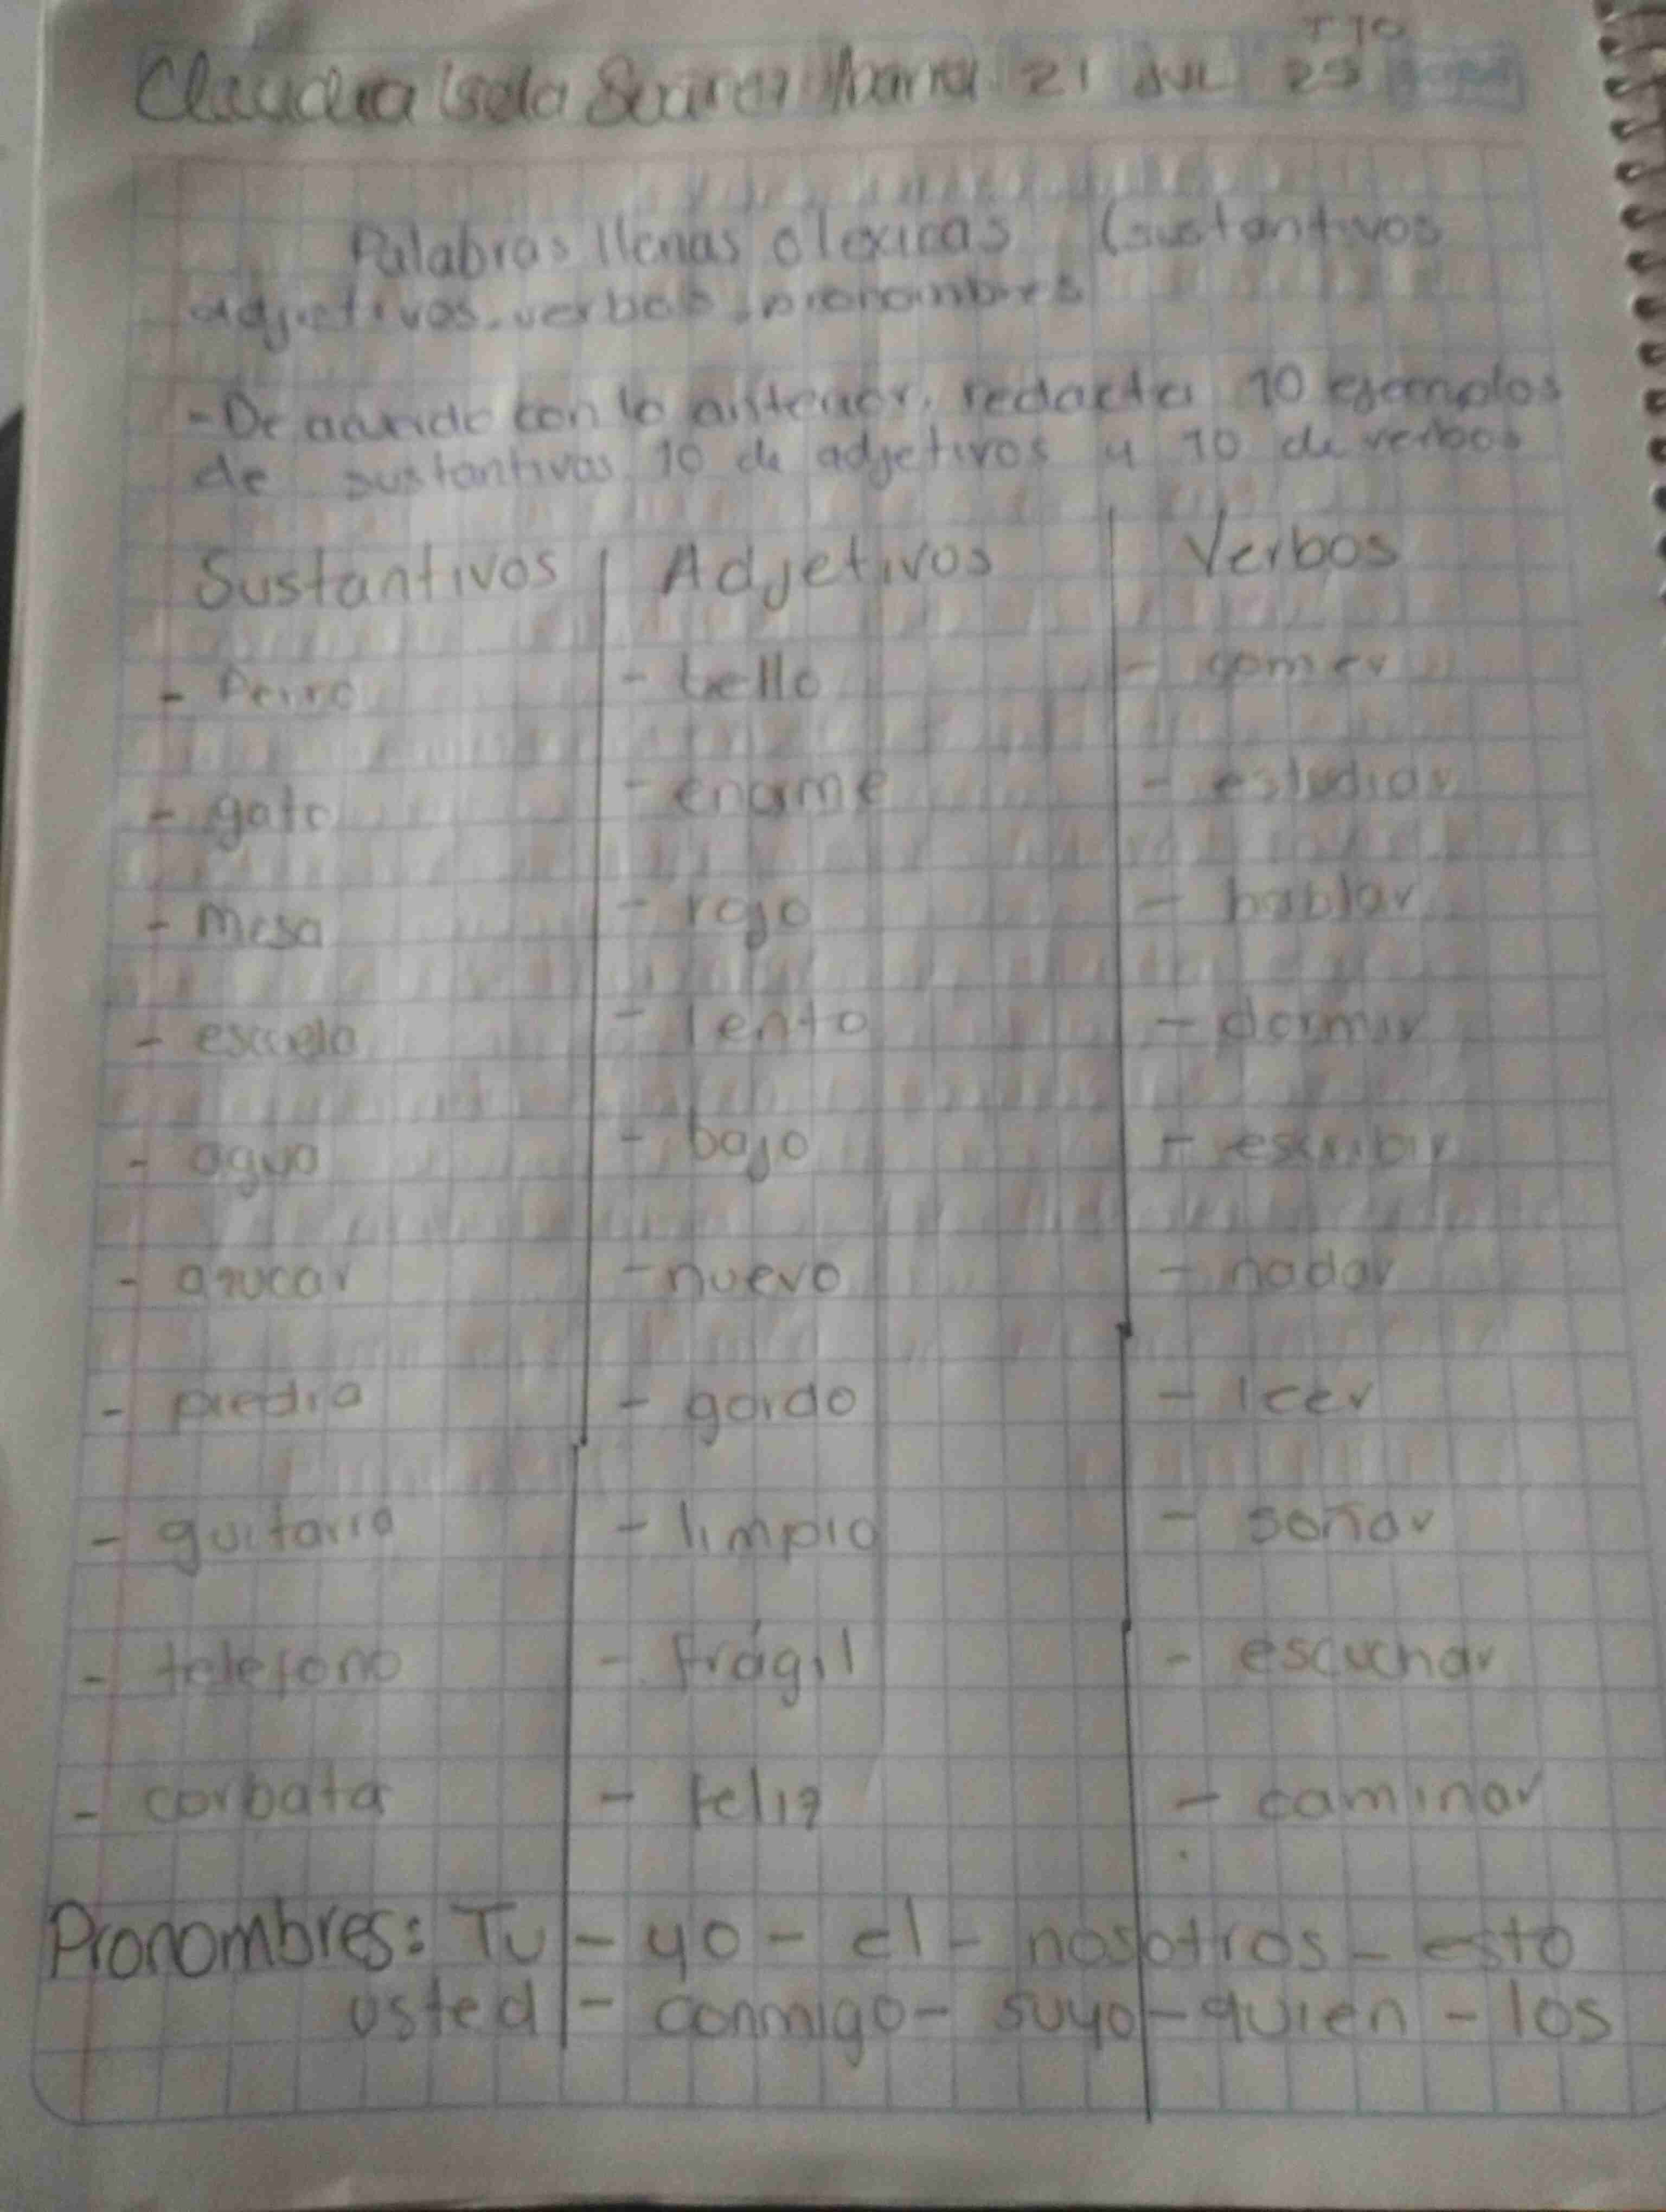 T 10
Claudia Isela Suarez Ibarra 21 JUL 25
Palabras llenas o lexicas (sustantivos
adjetivos, verbos, pronombres
- De acuerdo con lo anterior, redacta 10 ejemplos
de sustantivos 10 de adjetivos y 10 de verbos
Sustantivos Adjetivos Verbos
- Perro - bello - comer
- gato - enorme - estudiar
- Mesa - rojo - hablar
- escuela - lento - dormir
- agua - bajo - escribir
- azucar - nuevo - nadar
- piedra - gordo - leer
- guitarra - limpio - soñar
- telefono - frágil - escuchar
- corbata - feliz - caminar
Pronombres: Tu - yo - el - nosotros - esto
usted - conmigo - suyo - quien - los